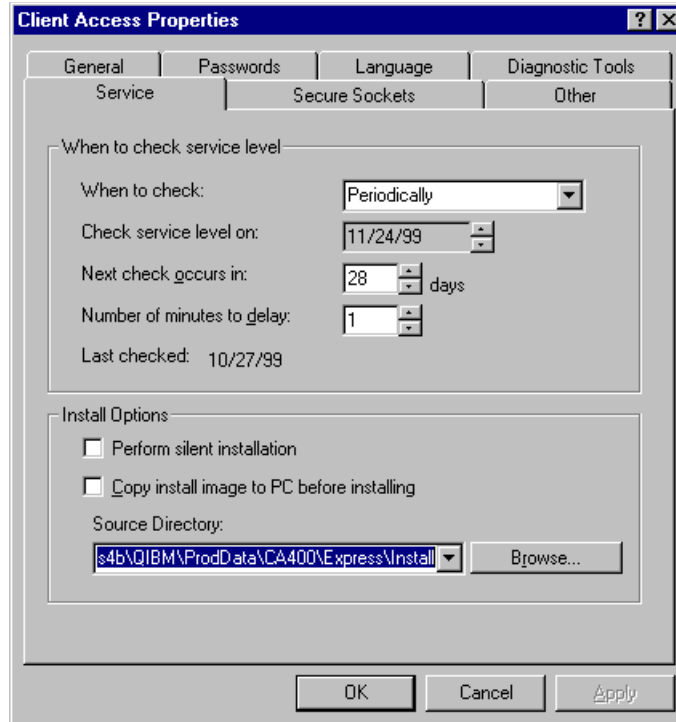 Client Access Properties
General Passwords Language Diagnostic Tools
Service Secure Sockets Other
When to check service level
When to check: Periodically
Check service level on: 11/24/99
Next check occurs in: 28 days
Number of minutes to delay: 1
Last checked: 10/27/99
Install Options
Perform silent installation
Copy install image to PC before installing
Source Directory:
s4b\QIBM\ProdData\CA400\Express\Install Browse...
OK Cancel Apply